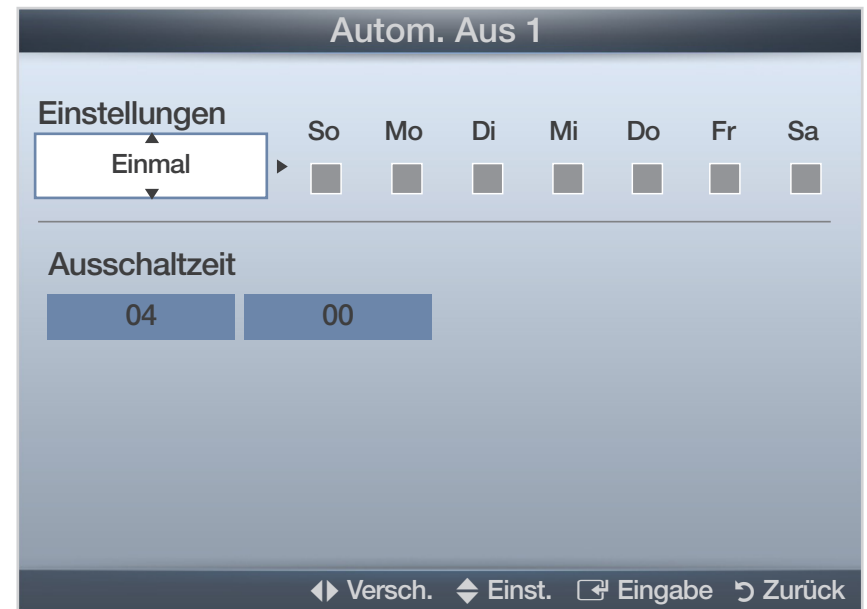 Autom. Aus 1
Einstellungen
So Mo Di Mi Do Fr Sa
Einmal
Ausschaltzeit
04 00
Versch. Einst. Eingabe Zurück